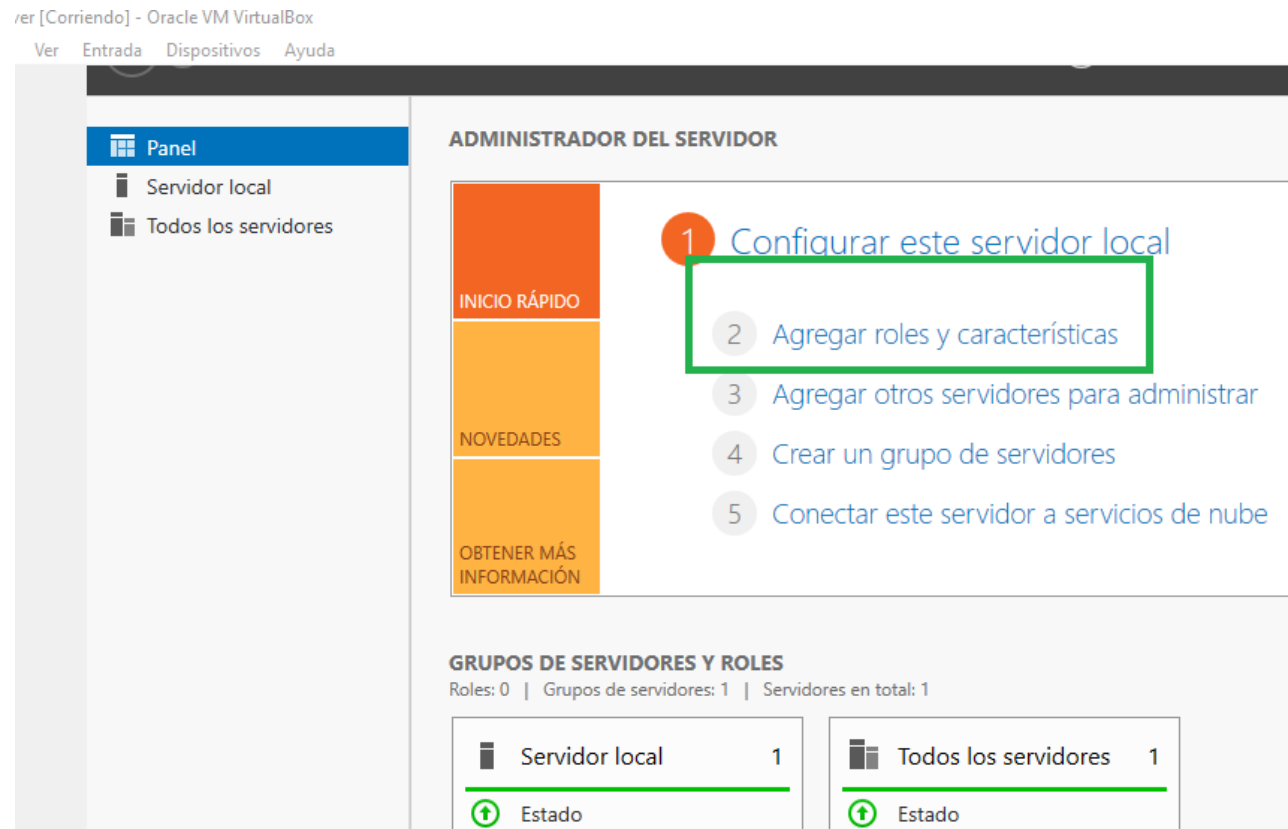 ver [Corriendo] - Oracle VM VirtualBox
Ver Entrada Dispositivos Ayuda
Panel
Servidor local
Todos los servidores
ADMINISTRADOR DEL SERVIDOR
INICIO RÁPIDO
NOVEDADES
OBTENER MÁS
INFORMACIÓN
1 Configurar este servidor local
2 Agregar roles y características
3 Agregar otros servidores para administrar
4 Crear un grupo de servidores
5 Conectar este servidor a servicios de nube
GRUPOS DE SERVIDORES Y ROLES
Roles: 0 | Grupos de servidores: 1 | Servidores en total: 1
Servidor local 1
Estado
Todos los servidores 1
Estado